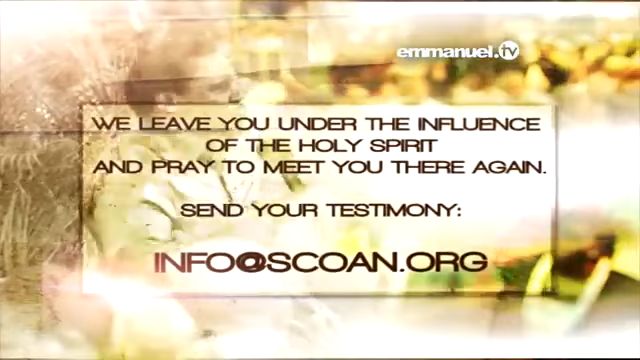 emmanuel.tv
WE LEAVE YOU UNDER THE INFLUENCE
OF THE HOLY SPIRIT
AND PRAY TO MEET YOU THERE AGAIN.
SEND YOUR TESTIMONY:
INFO@SCOAN.ORG